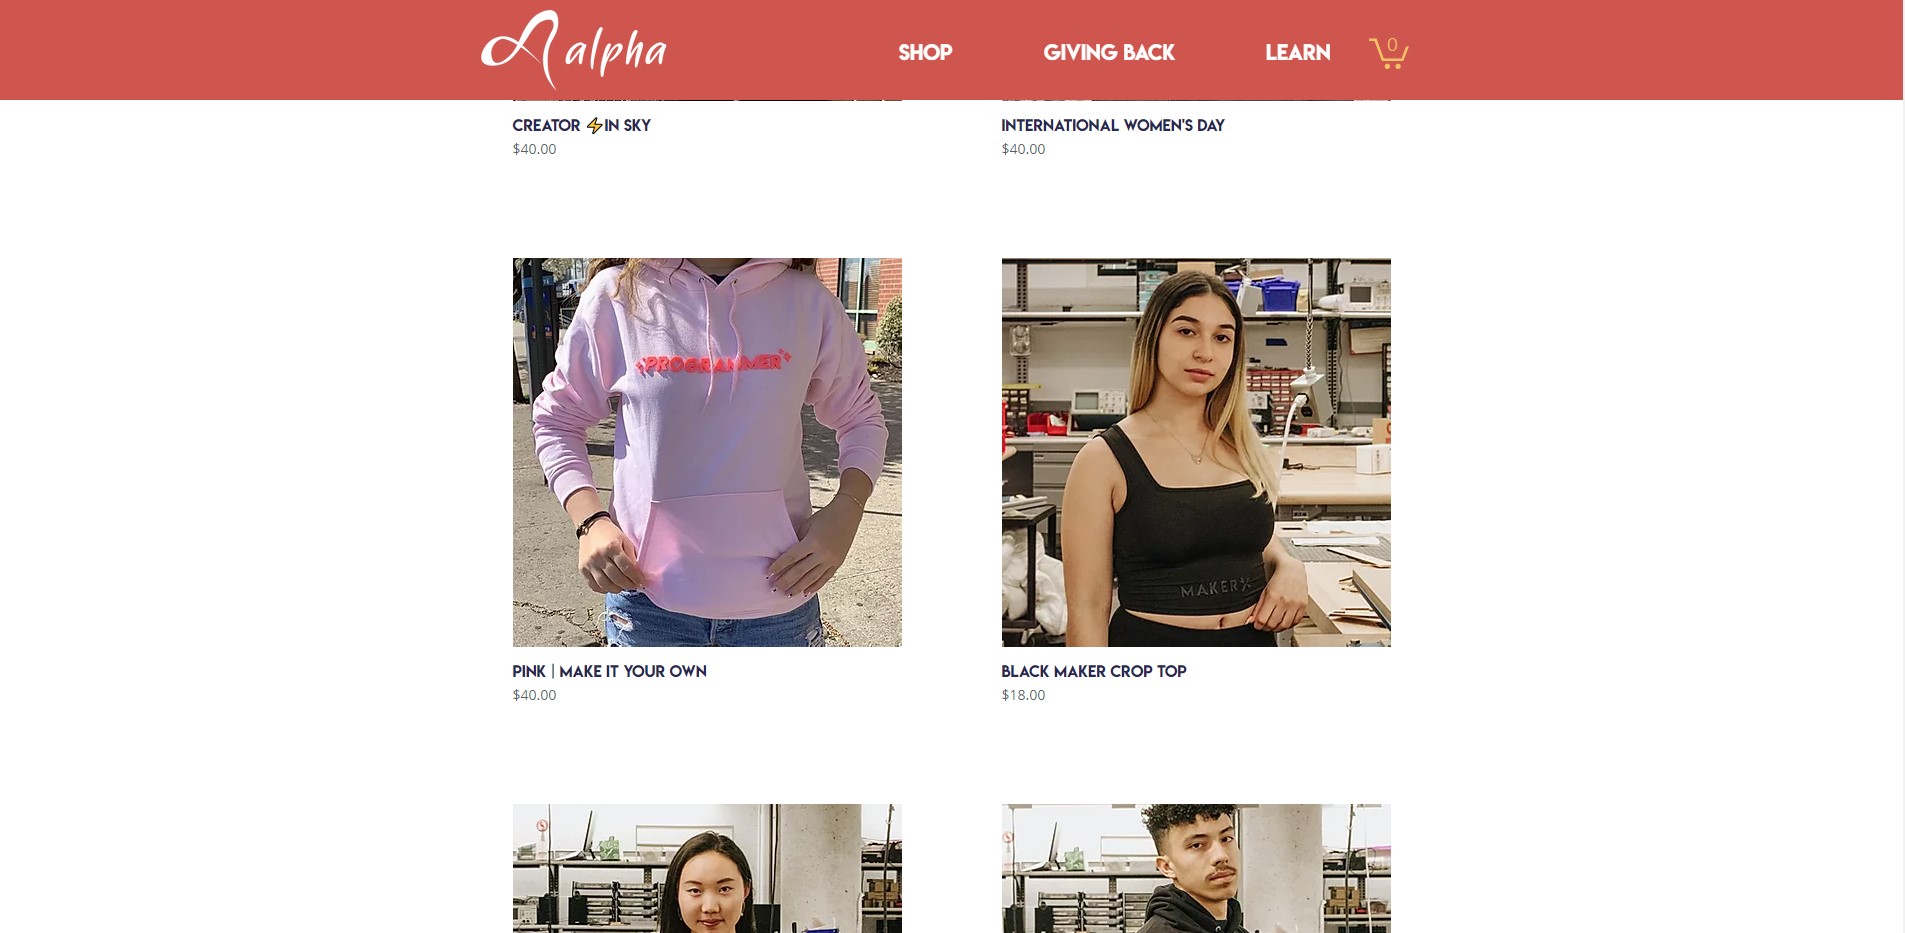 alpha
SHOP
GIVING BACK
LEARN
0
CREATOR ⚡IN SKY
$40.00
INTERNATIONAL WOMEN'S DAY
$40.00
PROGRAMMER
MAKER
PINK | MAKE IT YOUR OWN
$40.00
BLACK MAKER CROP TOP
$18.00